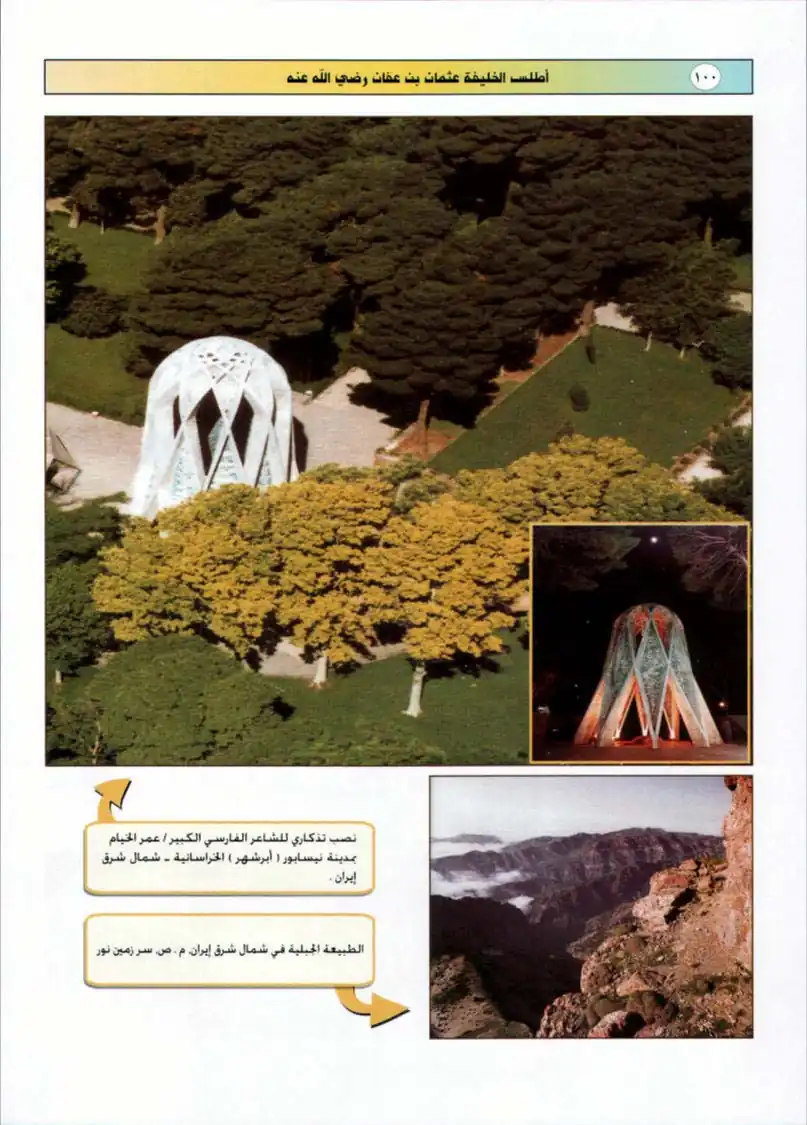 ١٠٠
أطلس الخليفة عثمان بن عفان رضي الله عنه
نصب تذكاري للشاعر الفارسي الكبير / عمر الخيام
بمدينة نيسابور ( أبرشهر ) الخراسانية - شمال شرق
إيران .
الطبيعة الجبلية في شمال شرق إيران. م . ص. سر زمين نور